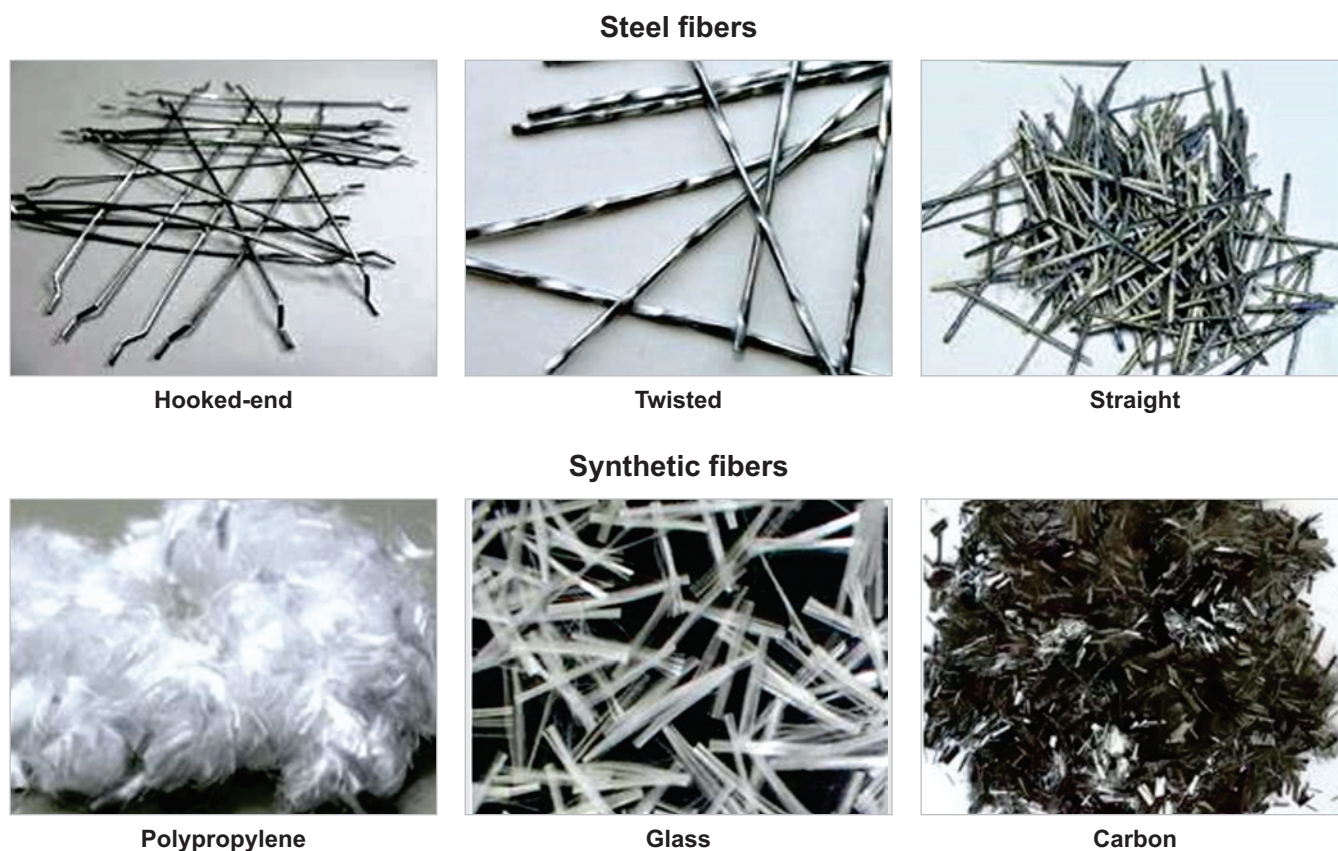 Steel fibers
Hooked-end
Twisted
Straight
Synthetic fibers
Polypropylene
Glass
Carbon